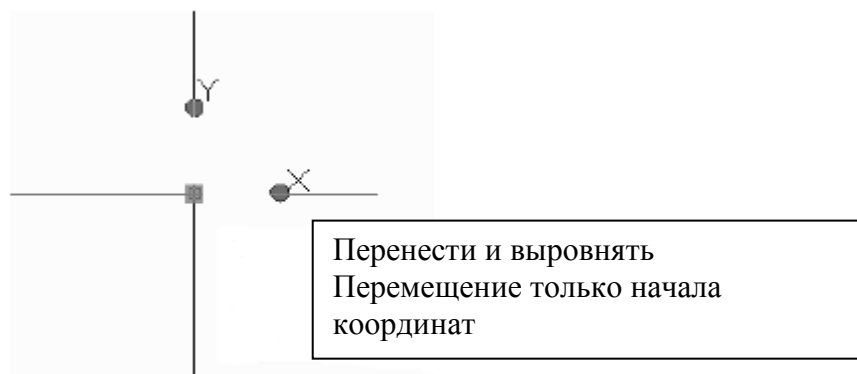 Y
X
Перенести и выровнять
Перемещение только начала
координат